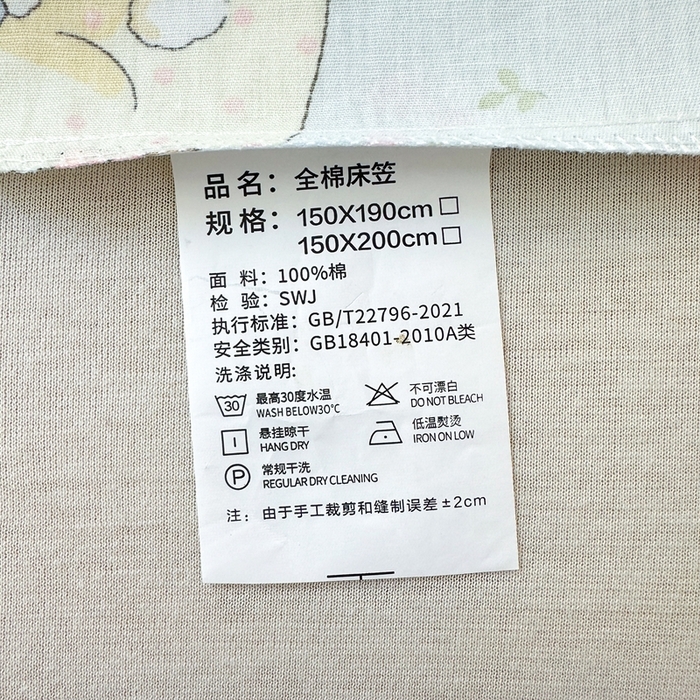 品名：全棉床笠
规格：150X190cm□
150X200cm□
面料：100%棉
检验：SWJ
执行标准：GB/T22796-2021
安全类别：GB18401-2010A类
洗涤说明:
30 最高30度水温 不可漂白
WASH BELOW30℃ DO NOT BLEACH
悬挂晾干 低温熨烫
HANG DRY IRON ON LOW
P 常规干洗
REGULAR DRY CLEANING
注：由于手工裁剪和缝制误差±2cm